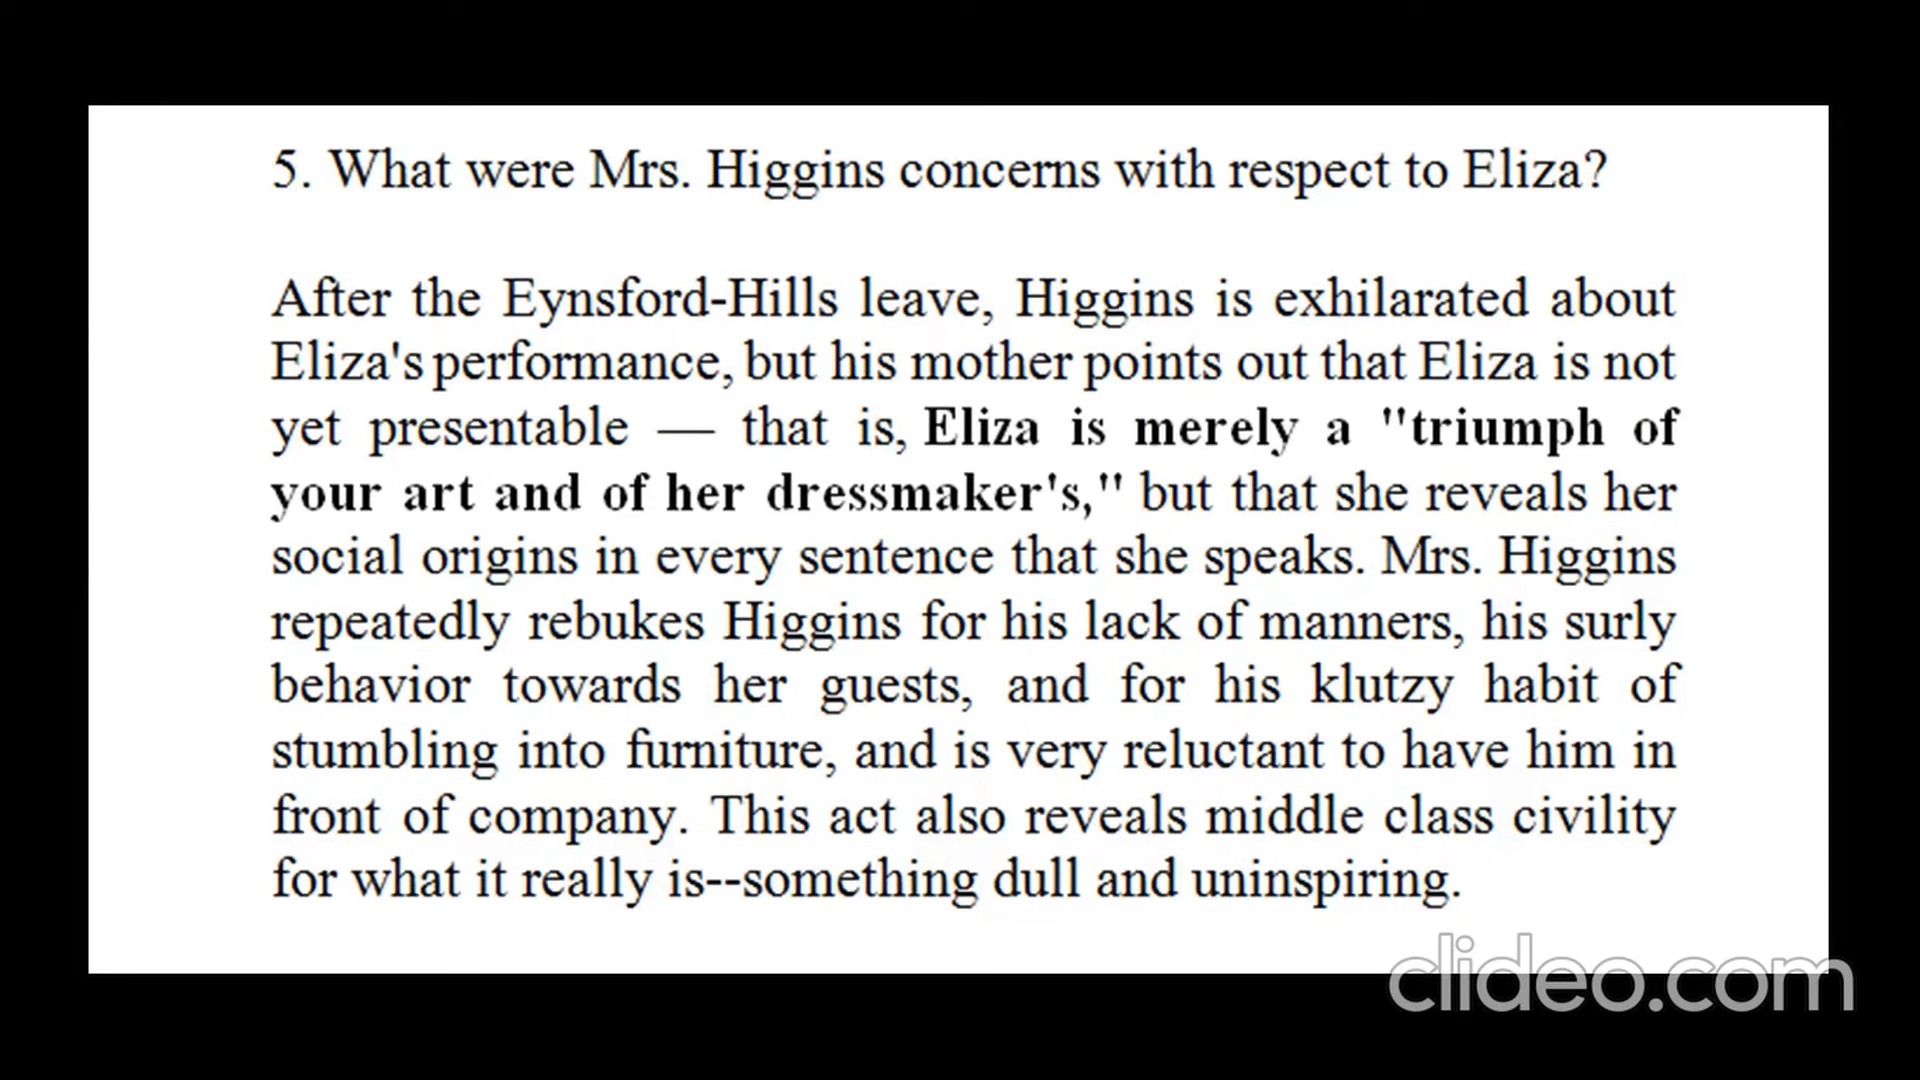 5. What were Mrs. Higgins concerns with respect to Eliza?
After the Eynsford-Hills leave, Higgins is exhilarated about
Eliza's performance, but his mother points out that Eliza is not
yet presentable — that is, Eliza is merely a "triumph of
your art and of her dressmaker's," but that she reveals her
social origins in every sentence that she speaks. Mrs. Higgins
repeatedly rebukes Higgins for his lack of manners, his surly
behavior towards her guests, and for his klutzy habit of
stumbling into furniture, and is very reluctant to have him in
front of company. This act also reveals middle class civility
for what it really is--something dull and uninspiring.
clideo.com